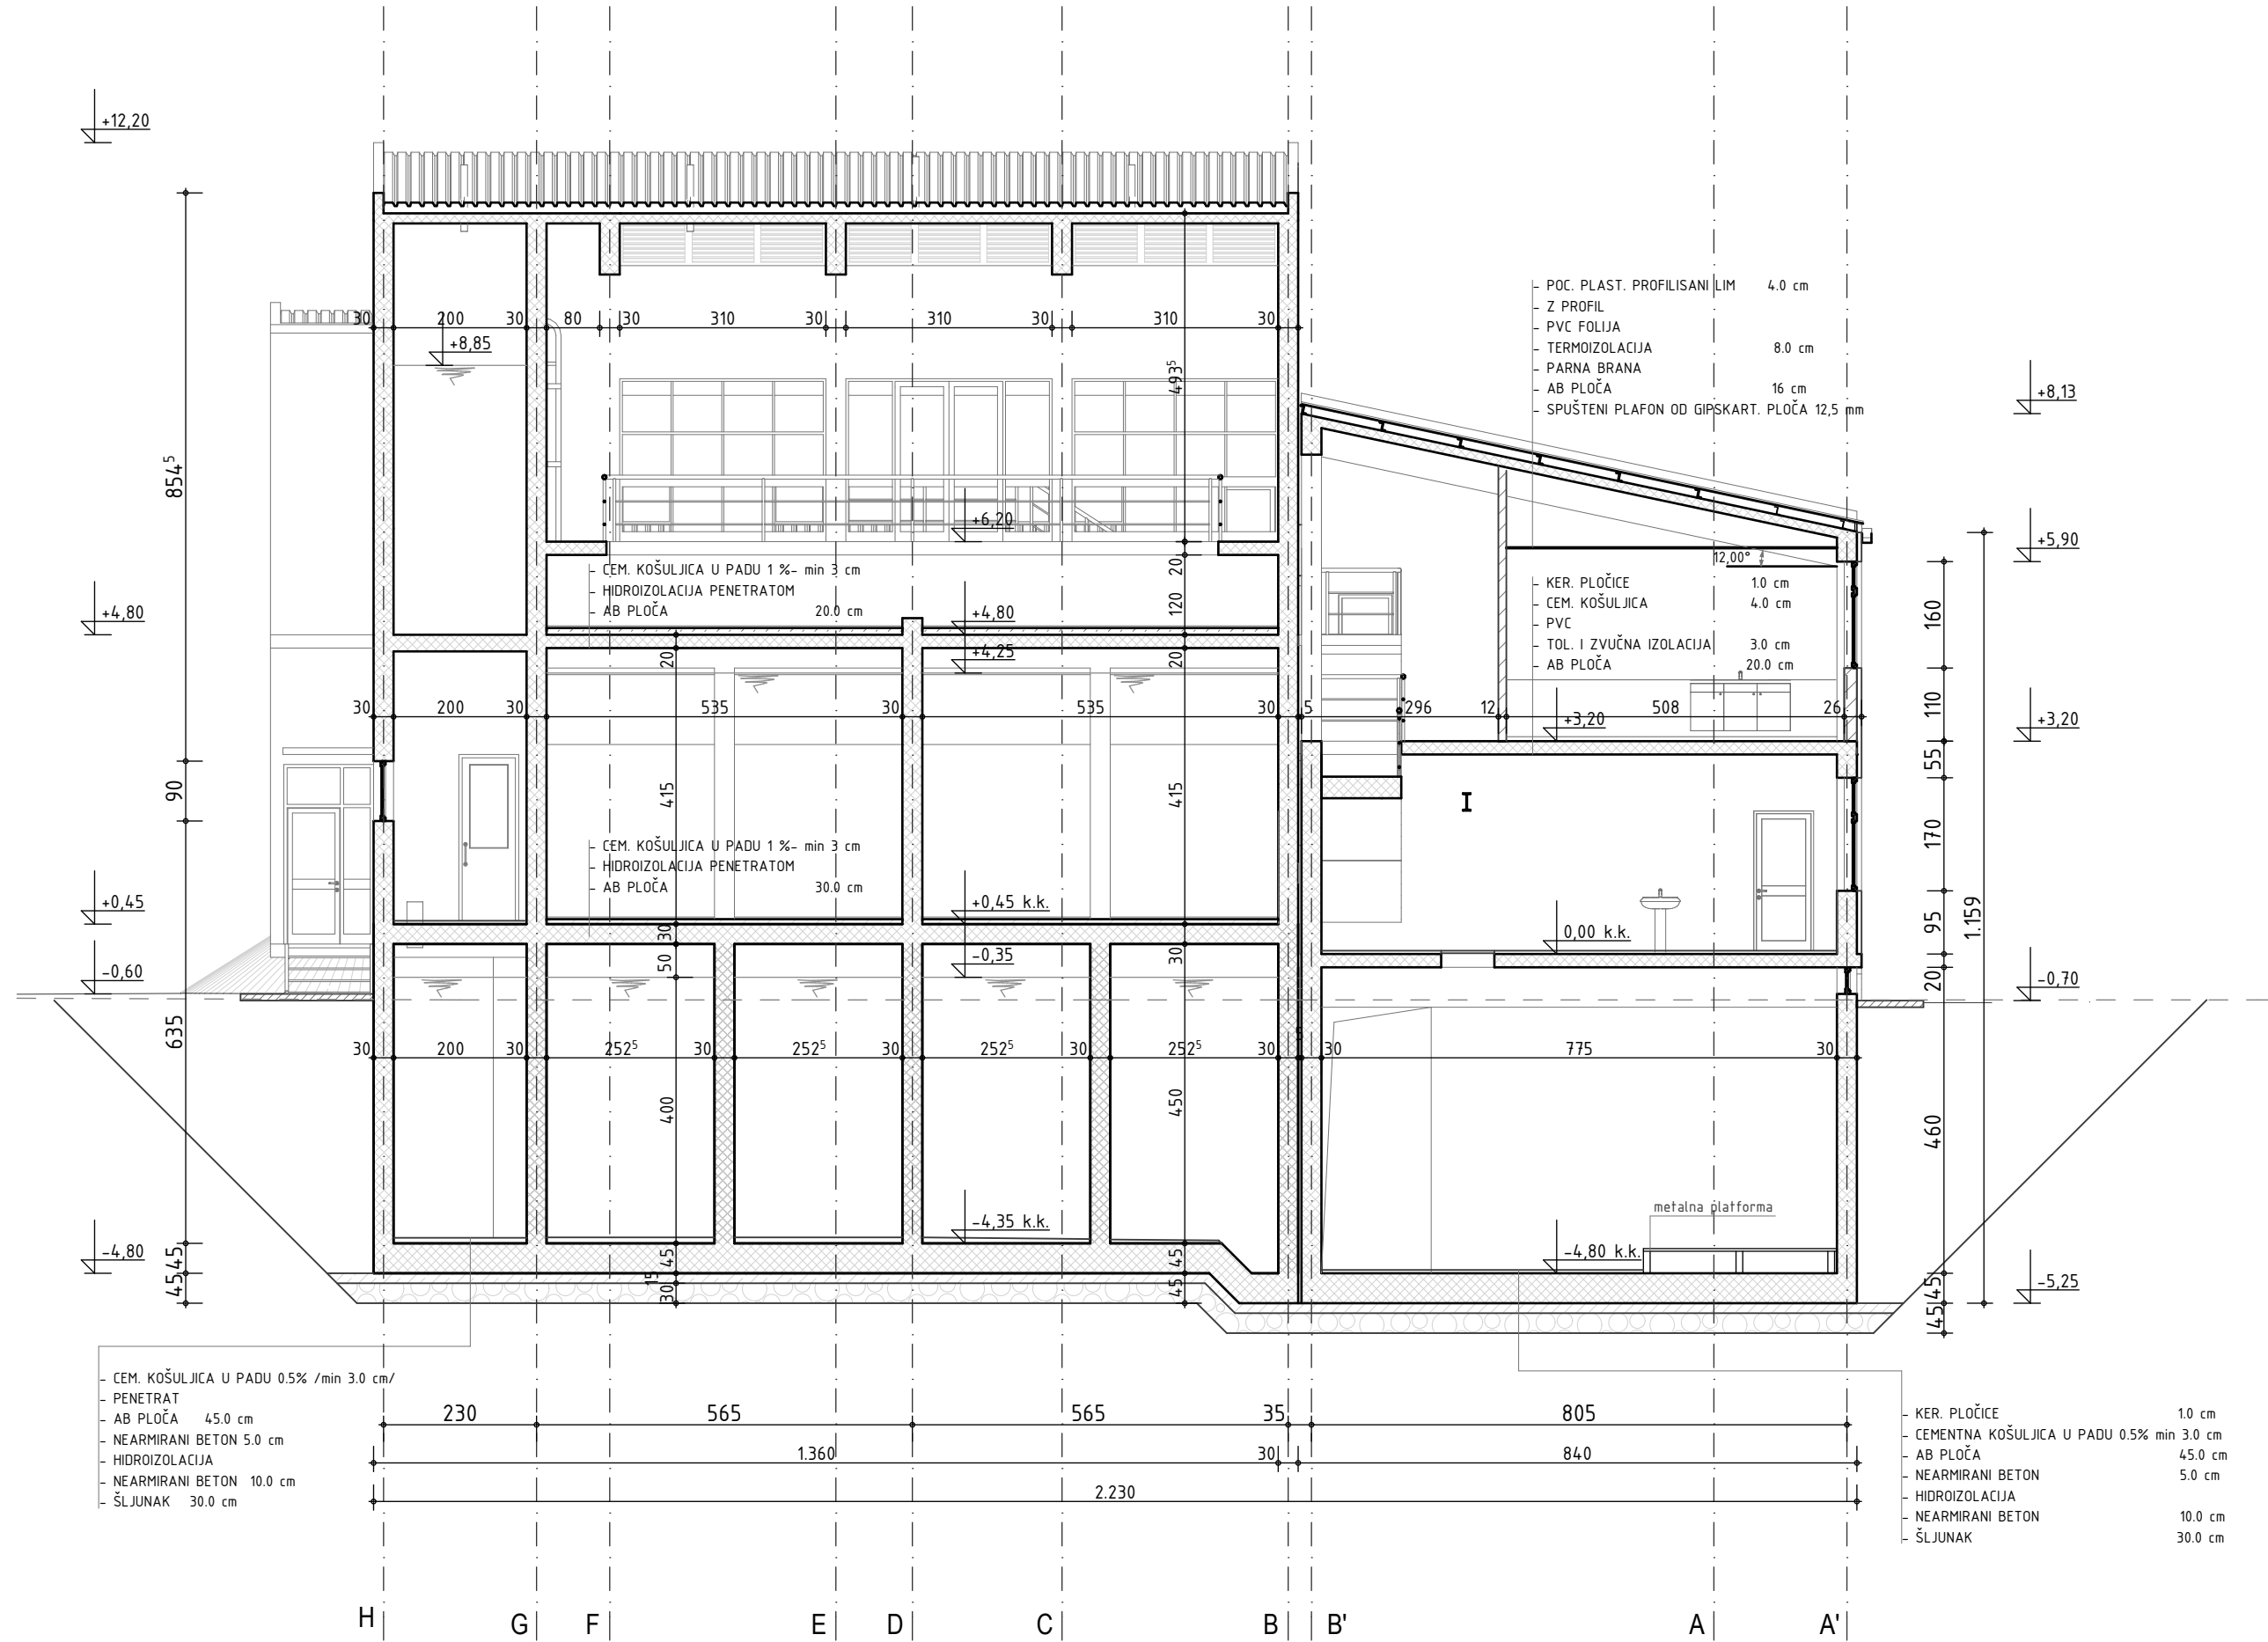 +12,20
30 200 30 80 30 310 30 310 30 310 30
+8,85
493⁵
854⁵
- POC. PLAST. PROFILISANI LIM 4.0 cm
- Z PROFIL
- PVC FOLIJA
- TERMOIZOLACIJA 8.0 cm
- PARNA BRANA
- AB PLOČA 16 cm
- SPUŠTENI PLAFON OD GIPSKART. PLOČA 12,5 mm
+8,13
+6,20
+5,90
12,00°
- CEM. KOŠULJICA U PADU 1 %- min 3 cm
- HIDROIZOLACIJA PENETRATOM
- AB PLOČA 20.0 cm
20
120
- KER. PLOČICE 1.0 cm
- CEM. KOŠULJICA 4.0 cm
- PVC
- TOL. I ZVUČNA IZOLACIJA 3.0 cm
- AB PLOČA 20.0 cm
160
+4,80
+4,80
+4,25
20
20
30 200 30 535 30 535 30 5 296 12 508 26
+3,20
+3,20
110
55
90
415
415
170
I
- CEM. KOŠULJICA U PADU 1 %- min 3 cm
- HIDROIZOLACIJA PENETRATOM
- AB PLOČA 30.0 cm
+0,45
+0,45 k.k.
0,00 k.k.
95
1.159
30
50
30
-0,35
-0,60
-0,70
20
635
30 200 30 252⁵ 30 252⁵ 30 252⁵ 30 252⁵ 30 30 775 30
400
450
460
metalna platforma
-4,35 k.k.
-4,80
-4,80 k.k.
-5,25
45
45
45
15
30
45
45
45
45
- CEM. KOŠULJICA U PADU 0.5% /min 3.0 cm/
- PENETRAT
- AB PLOČA 45.0 cm
- NEARMIRANI BETON 5.0 cm
- HIDROIZOLACIJA
- NEARMIRANI BETON 10.0 cm
- ŠLJUNAK 30.0 cm
230 565 565 35 805
1.360 30 840
2.230
- KER. PLOČICE 1.0 cm
- CEMENTNA KOŠULJICA U PADU 0.5% min 3.0 cm
- AB PLOČA 45.0 cm
- NEARMIRANI BETON 5.0 cm
- HIDROIZOLACIJA
- NEARMIRANI BETON 10.0 cm
- ŠLJUNAK 30.0 cm
H G F E D C B B' A A'